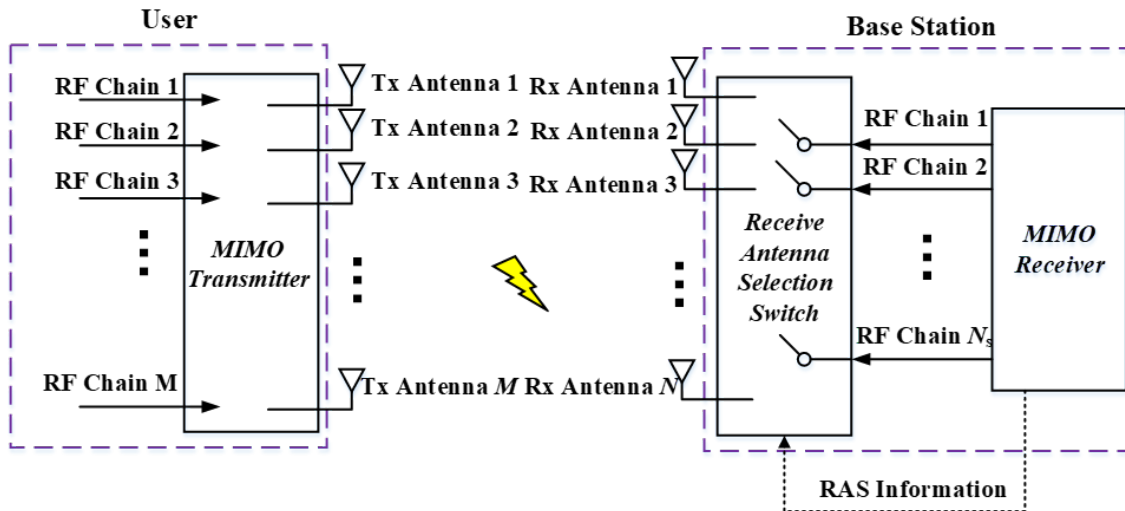 User
Base Station
RF Chain 1
RF Chain 2
RF Chain 3
RF Chain M
MIMO
Transmitter
Tx Antenna 1
Tx Antenna 2
Tx Antenna 3
Tx Antenna M
Rx Antenna 1
Rx Antenna 2
Rx Antenna 3
Rx Antenna N
Receive
Antenna
Selection
Switch
RF Chain 1
RF Chain 2
RF Chain Ns
MIMO
Receiver
RAS Information